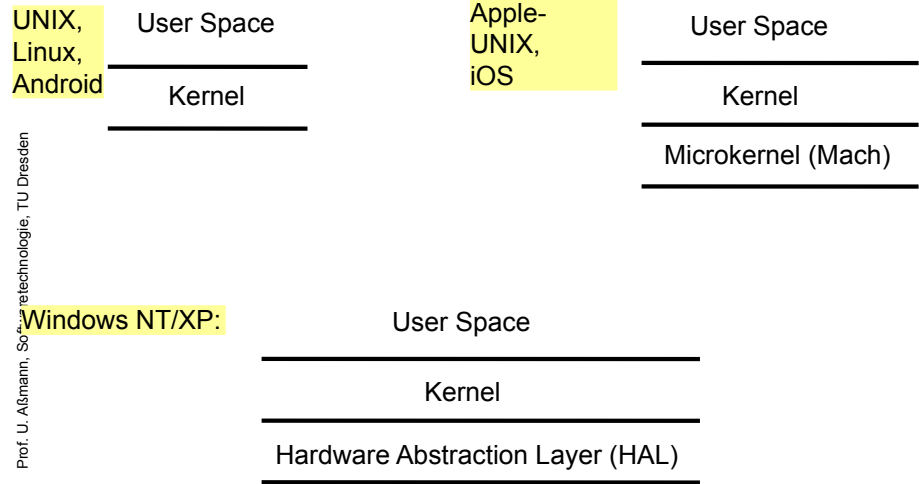 UNIX,
Linux,
Android
User Space
Kernel
Apple-
UNIX,
iOS
User Space
Kernel
Microkernel (Mach)
Prof. U. Aßmann, Softwaretechnologie, TU Dresden
Windows NT/XP:
User Space
Kernel
Hardware Abstraction Layer (HAL)